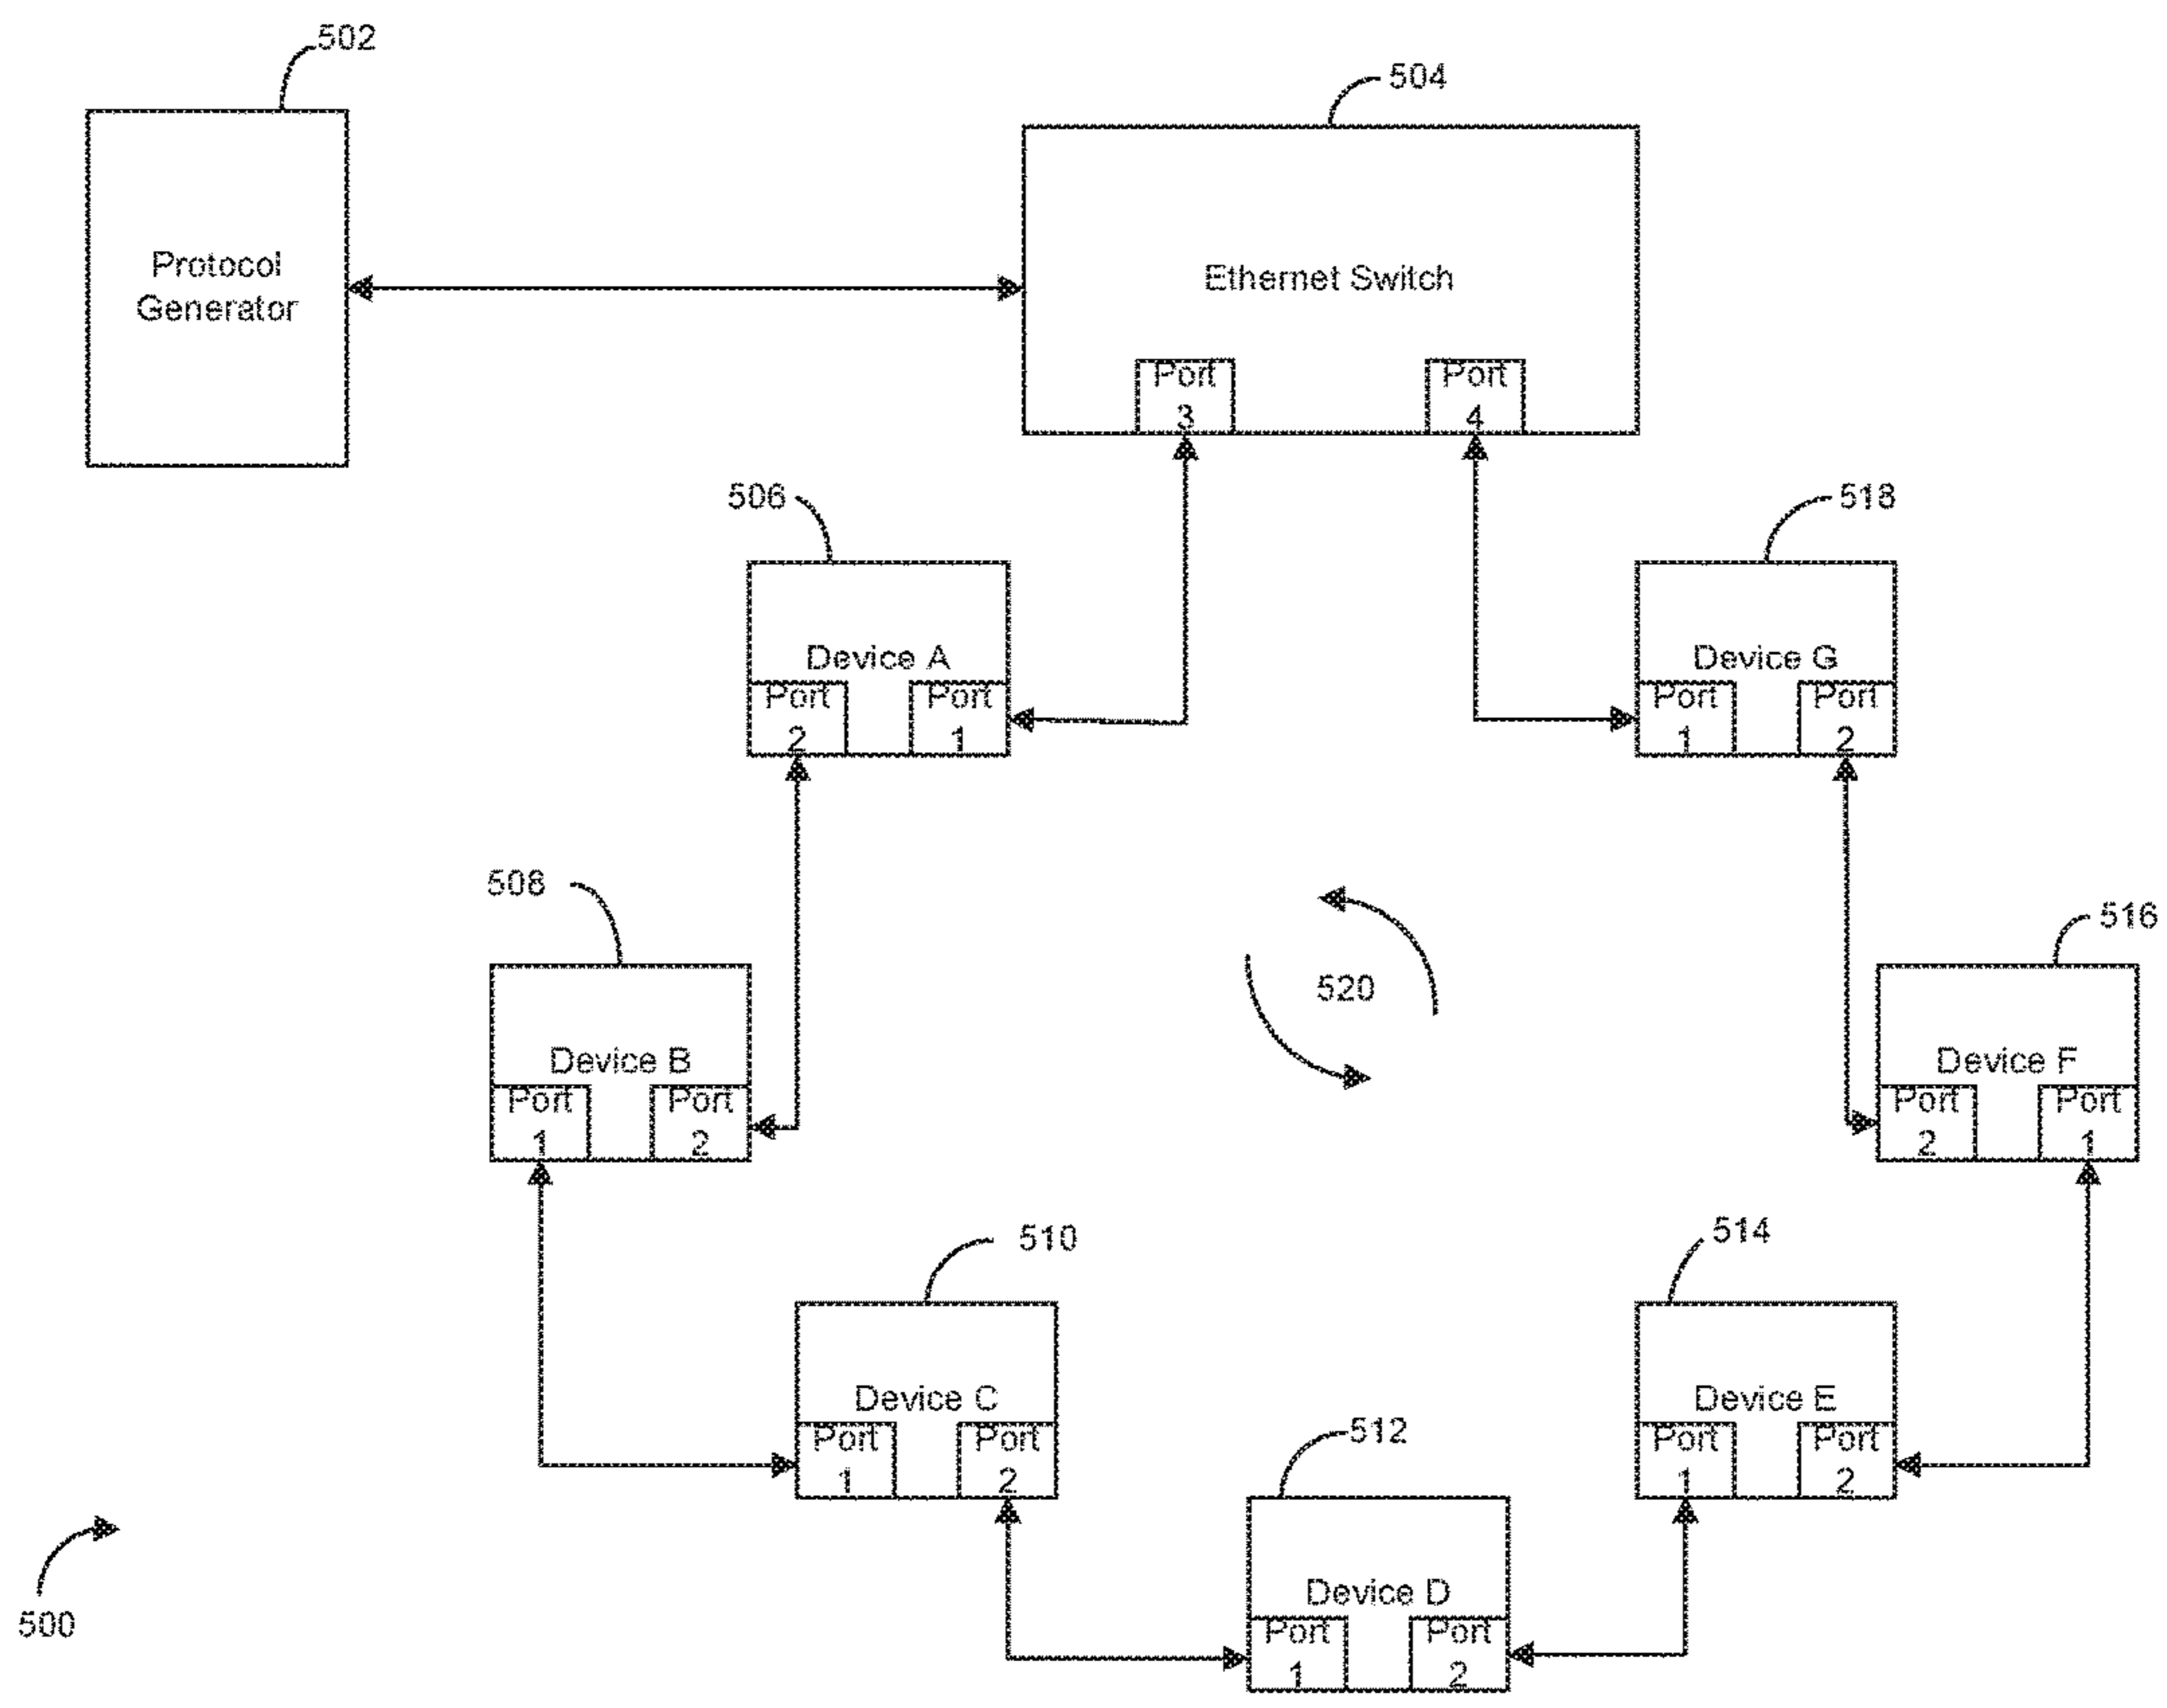 502
504
Protocol
Generator
Ethernet Switch
Port
3
Port
4
506
518
Device A
Port
2
Port
1
Device G
Port
1
Port
2
508
516
520
Device B
Port
1
Port
2
Device F
Port
2
Port
1
510
514
Device C
Port
1
Port
2
Device E
Port
1
Port
2
512
Device D
Port
1
Port
2
500